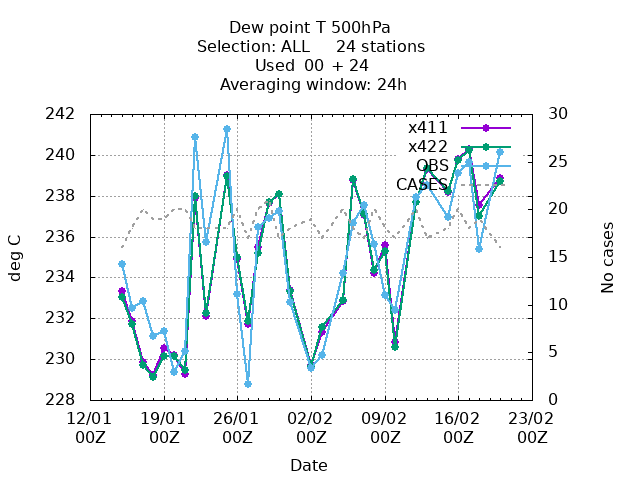 Dew point T 500hPa
Selection: ALL     24 stations
Used  00 + 24
Averaging window: 24h
242
240
238
236
234
232
230
228
deg C
30
25
20
15
10
5
0
No cases
x411
x422
OBS
CASES
12/01 19/01 26/01 02/02 09/02 16/02 23/02
00Z 00Z 00Z 00Z 00Z 00Z 00Z
Date